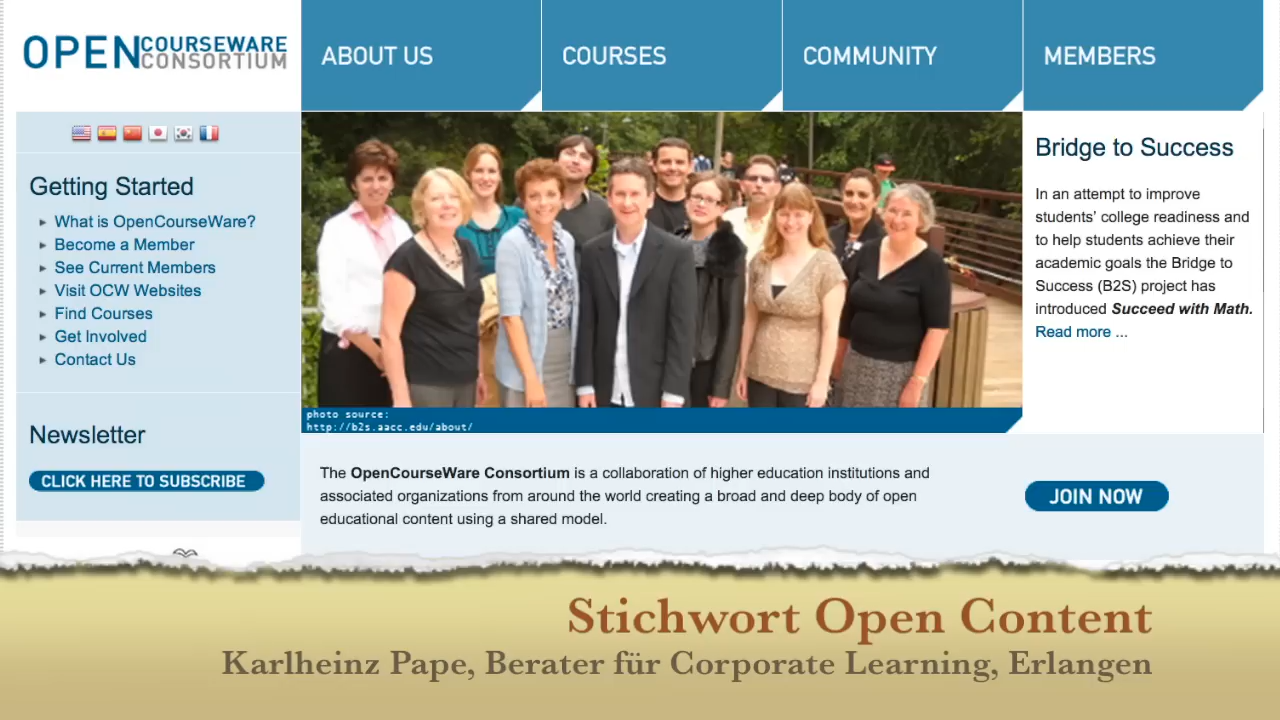 OPEN COURSEWARE
CONSORTIUM
ABOUT US
COURSES
COMMUNITY
MEMBERS
Getting Started
What is OpenCourseWare?
Become a Member
See Current Members
Visit OCW Websites
Find Courses
Get Involved
Contact Us
Newsletter
CLICK HERE TO SUBSCRIBE
photo source:
http://b2s.aacc.edu/about/
Bridge to Success
In an attempt to improve
students’ college readiness and
to help students achieve their
academic goals the Bridge to
Success (B2S) project has
introduced Succeed with Math.
Read more ...
The OpenCourseWare Consortium is a collaboration of higher education institutions and
associated organizations from around the world creating a broad and deep body of open
educational content using a shared model.
JOIN NOW
Stichwort Open Content
Karlheinz Pape, Berater für Corporate Learning, Erlangen